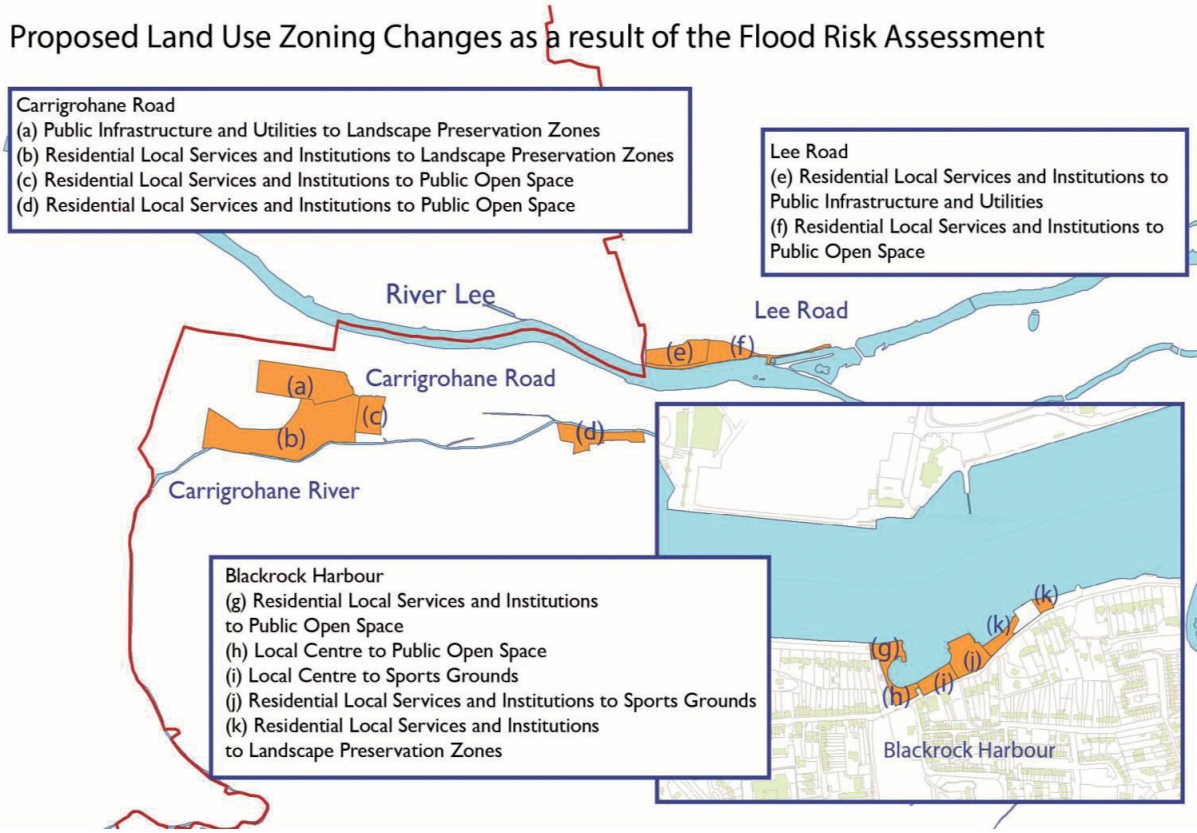 Proposed Land Use Zoning Changes as a result of the Flood Risk Assessment
Carrigrohane Road
(a) Public Infrastructure and Utilities to Landscape Preservation Zones
(b) Residential Local Services and Institutions to Landscape Preservation Zones
(c) Residential Local Services and Institutions to Public Open Space
(d) Residential Local Services and Institutions to Public Open Space
Lee Road
(e) Residential Local Services and Institutions to
Public Infrastructure and Utilities
(f) Residential Local Services and Institutions to
Public Open Space
River Lee
Lee Road
(e)
(f)
Carrigrohane Road
(a)
(b)
(c)
(d)
Carrigrohane River
Blackrock Harbour
(g) Residential Local Services and Institutions
to Public Open Space
(h) Local Centre to Public Open Space
(i) Local Centre to Sports Grounds
(j) Residential Local Services and Institutions to Sports Grounds
(k) Residential Local Services and Institutions
to Landscape Preservation Zones
(k)
(k)
(g)
(j)
(i)
(h)
Blackrock Harbour